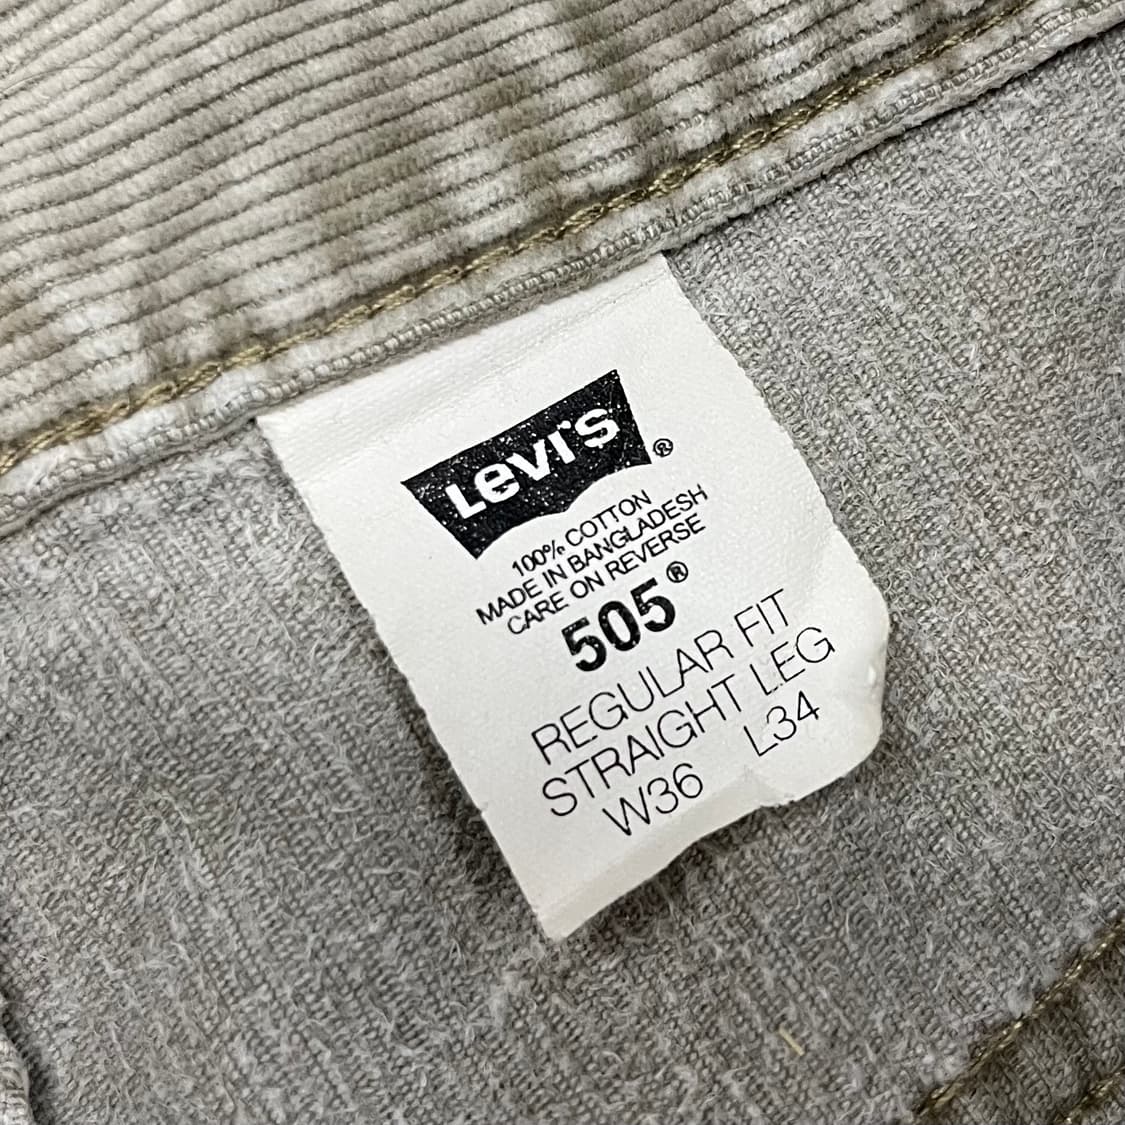 Levi's®
100% COTTON
MADE IN BANGLADESH
CARE ON REVERSE
505®
REGULAR FIT
STRAIGHT LEG
W36 L34